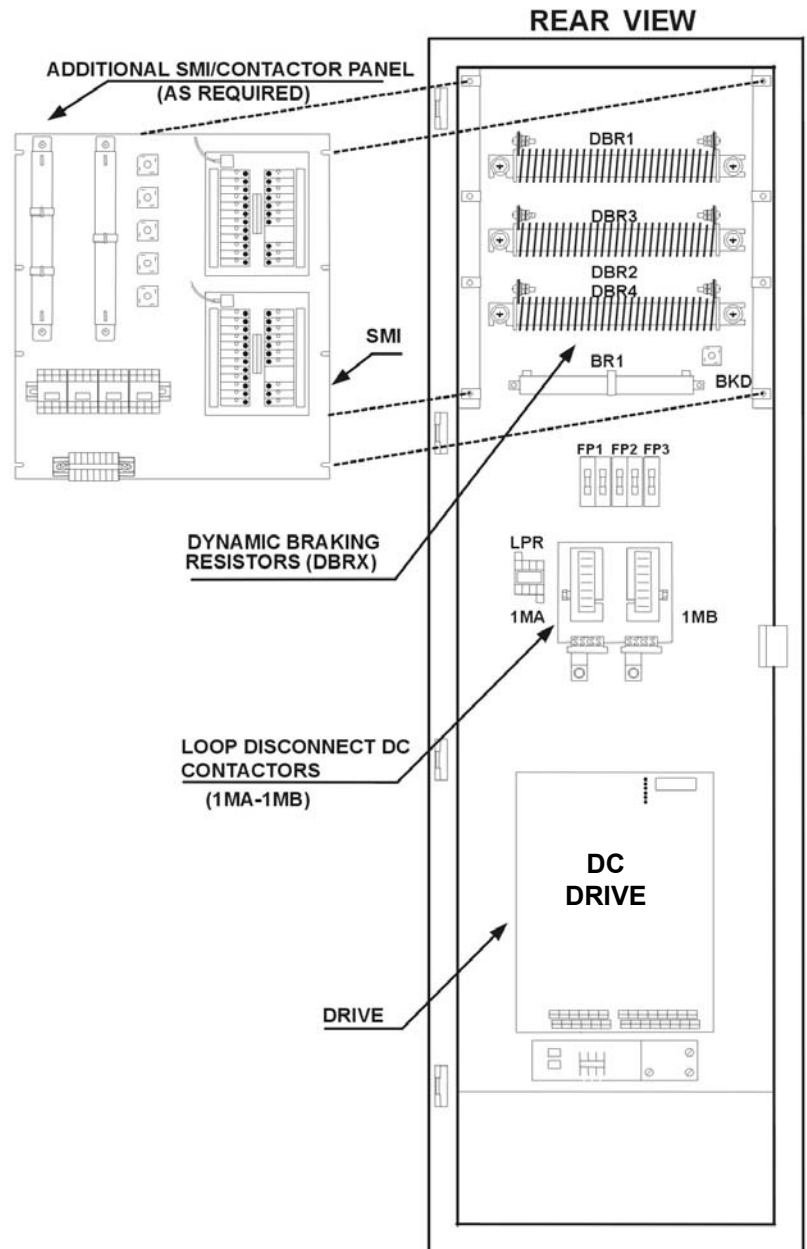 REAR VIEW
ADDITIONAL SMI/CONTACTOR PANEL
(AS REQUIRED)
DBR1
DBR3
DBR2
DBR4
SMI
BR1
BKD
FP1 FP2 FP3
DYNAMIC BRAKING
RESISTORS (DBRX)
LPR
1MA
1MB
LOOP DISCONNECT DC
CONTACTORS
(1MA-1MB)
DC
DRIVE
DRIVE